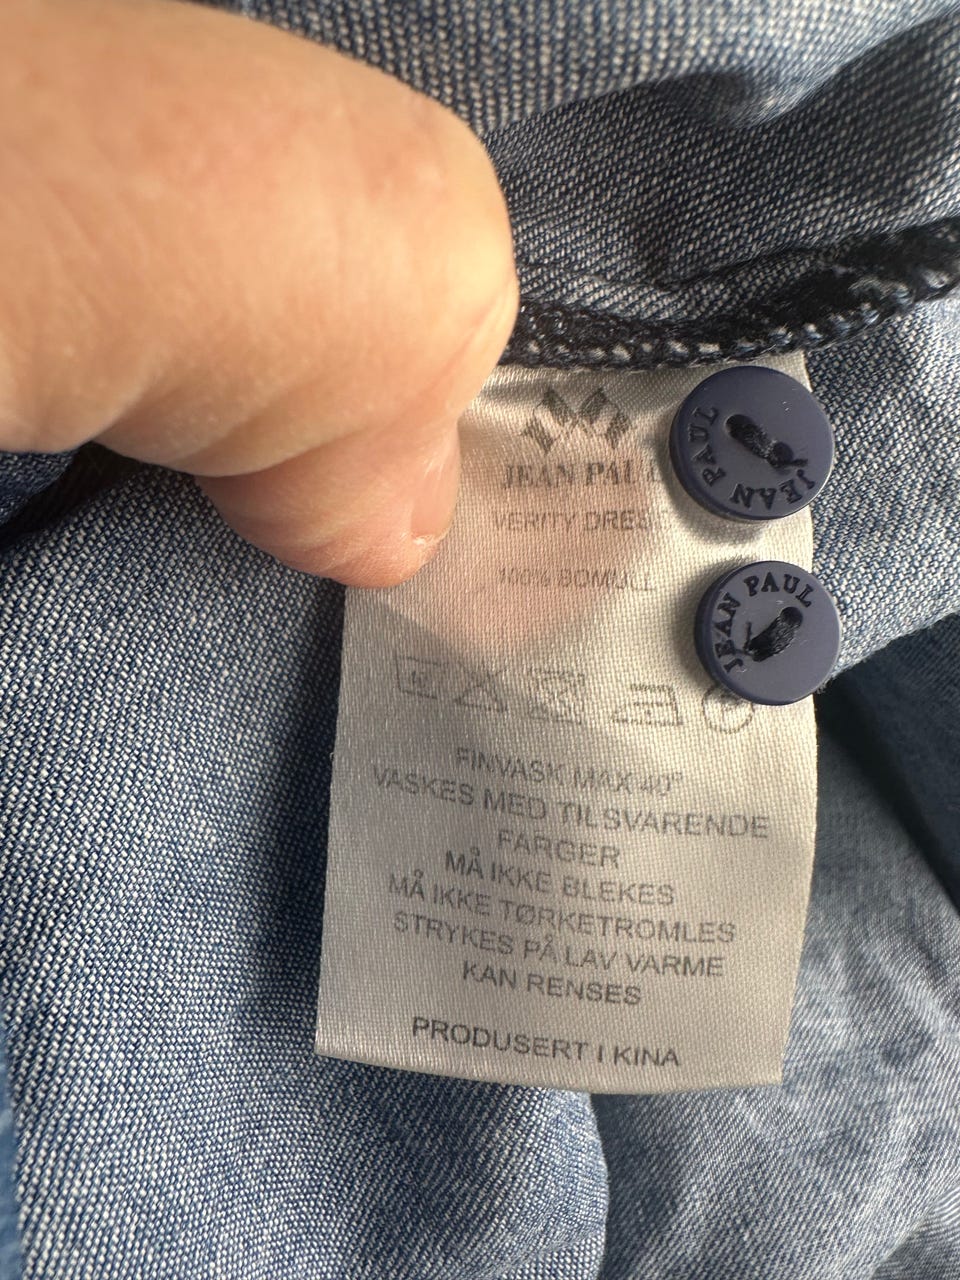 JEAN PAUL
VERITY DRESS
100% BOMULL
FINVASK MAX 40°
VASKES MED TILSVARENDE
FARGER
MÅ IKKE BLEKES
MÅ IKKE TØRKETROMLES
STRYKES PÅ LAV VARME
KAN RENSES
PRODUSERT I KINA
JEAN PAUL
JEAN PAUL